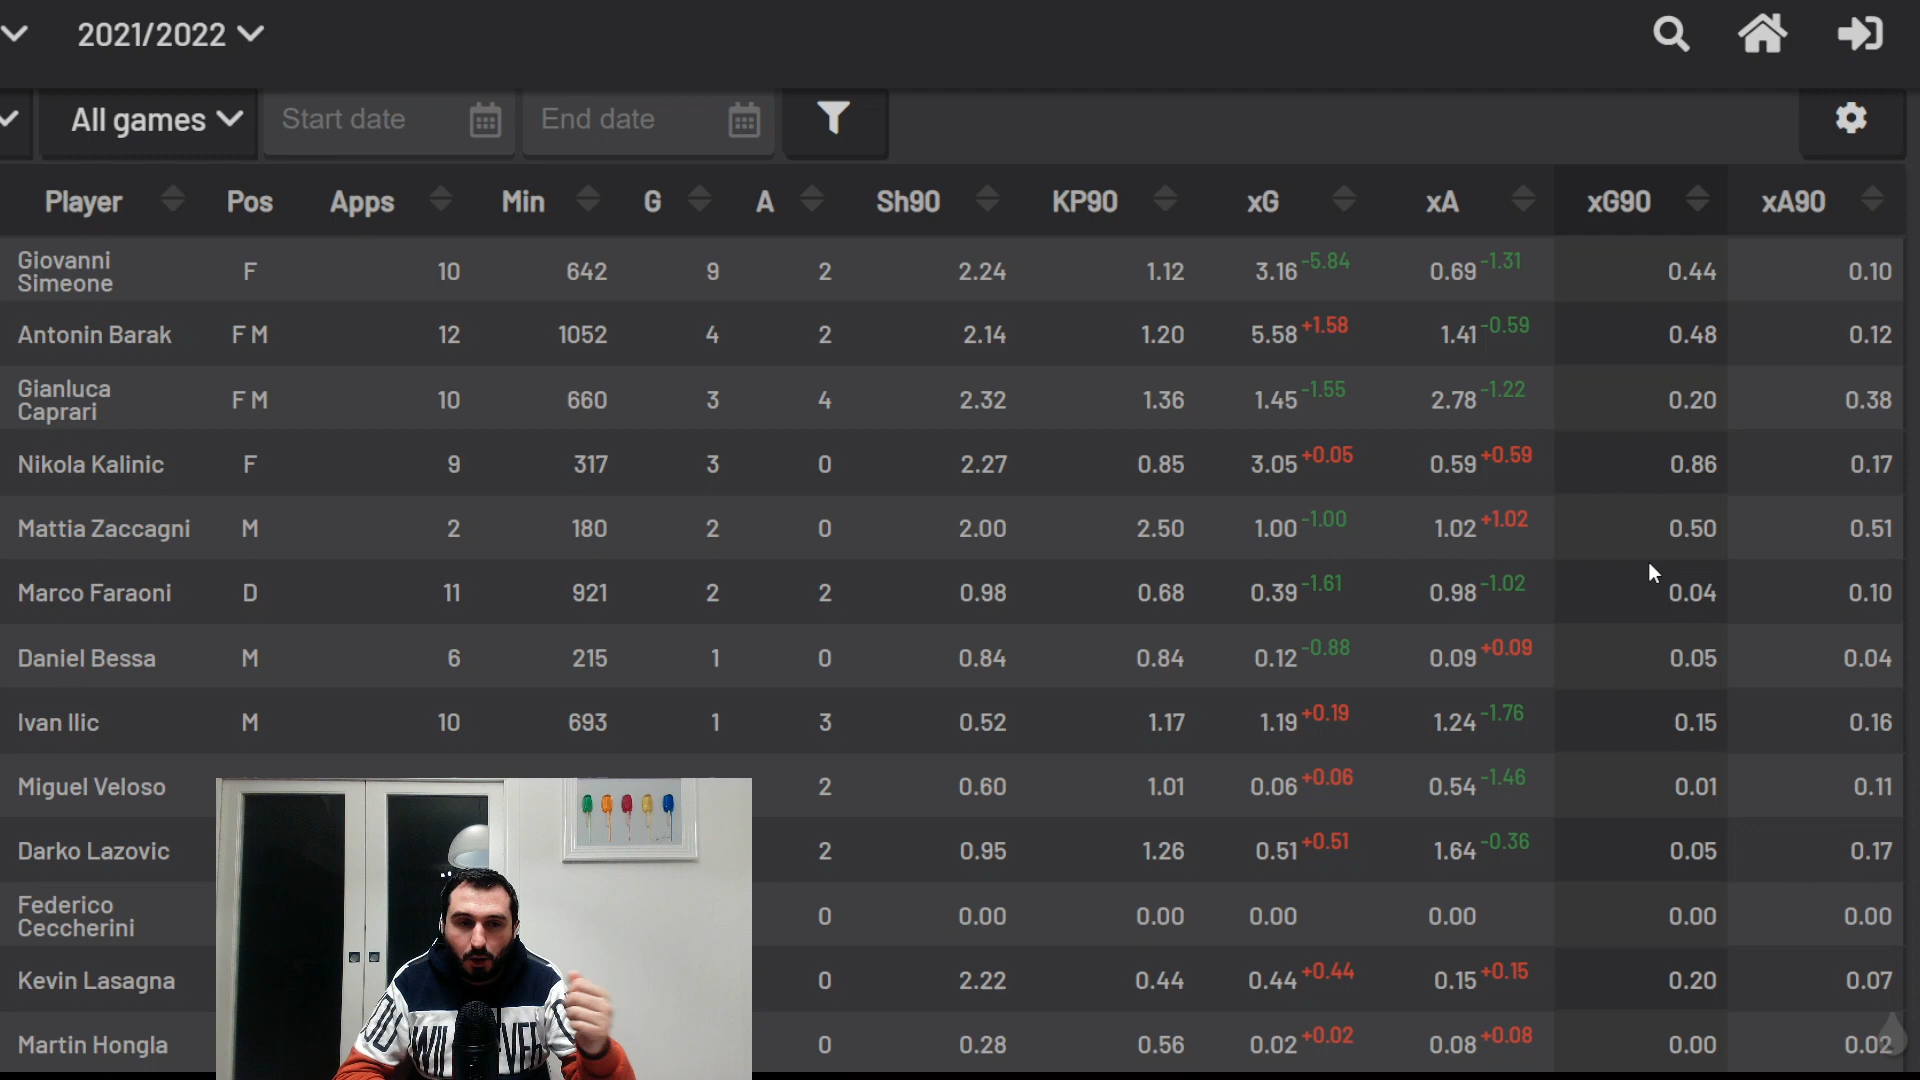 2021/2022
All games Start date End date
Player Pos Apps Min G A Sh90 KP90 xG xA xG90 xA90
Giovanni
Simeone F 10 642 9 2 2.24 1.12 3.16 -5.84 0.69 -1.31 0.44 0.10
Antonin Barak F M 12 1052 4 2 2.14 1.20 5.58 +1.58 1.41 -0.59 0.48 0.12
Gianluca
Caprari F M 10 660 3 4 2.32 1.36 1.45 -1.55 2.78 -1.22 0.20 0.38
Nikola Kalinic F 9 317 3 0 2.27 0.85 3.05 +0.05 0.59 +0.59 0.86 0.17
Mattia Zaccagni M 2 180 2 0 2.00 2.50 1.00 -1.00 1.02 +1.02 0.50 0.51
Marco Faraoni D 11 921 2 2 0.98 0.68 0.39 -1.61 0.98 -1.02 0.04 0.10
Daniel Bessa M 6 215 1 0 0.84 0.84 0.12 -0.88 0.09 +0.09 0.05 0.04
Ivan Ilic M 10 693 1 3 0.52 1.17 1.19 +0.19 1.24 -1.76 0.15 0.16
Miguel Veloso 2 0.60 1.01 0.06 +0.06 0.54 -1.46 0.01 0.11
Darko Lazovic 2 0.95 1.26 0.51 +0.51 1.64 -0.36 0.05 0.17
Federico
Ceccherini 0 0.00 0.00 0.00 0.00 0.00 0.00
Kevin Lasagna 0 2.22 0.44 0.44 +0.44 0.15 +0.15 0.20 0.07
Martin Hongla 0 0.28 0.56 0.02 +0.02 0.08 +0.08 0.00 0.02